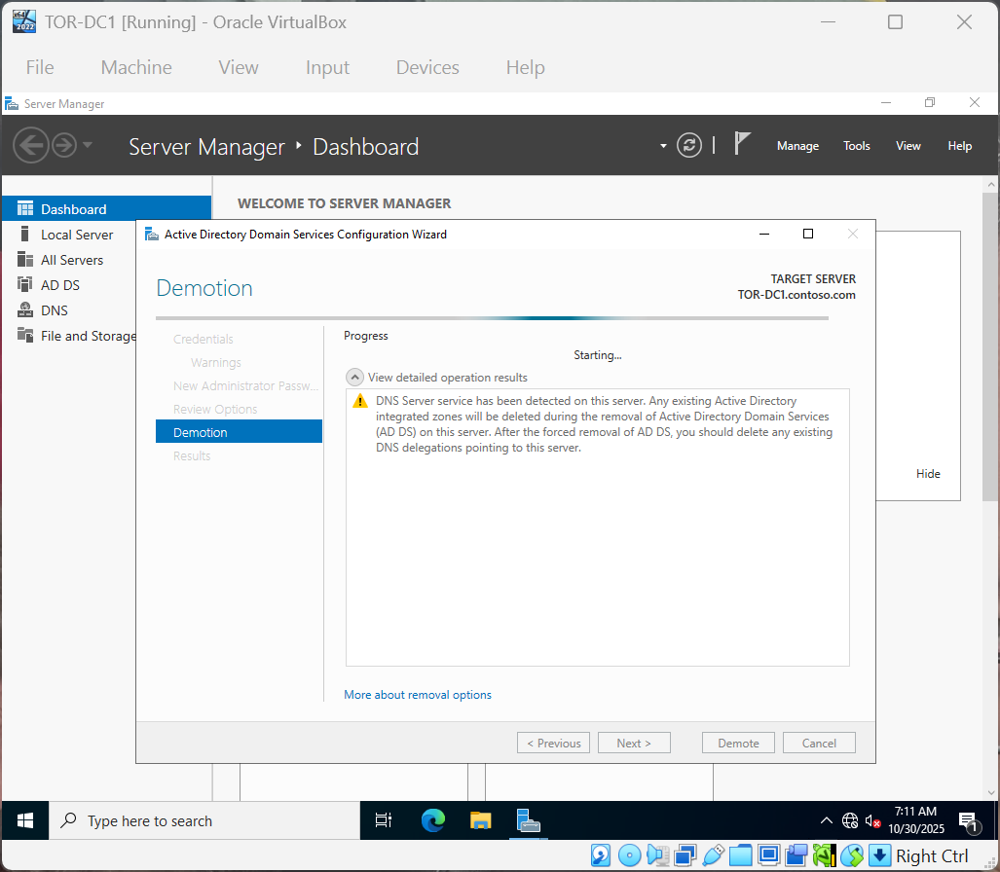 TOR-DC1 [Running] - Oracle VirtualBox
File Machine View Input Devices Help
Server Manager
Server Manager Dashboard
Manage Tools View Help
Dashboard
Local Server
All Servers
AD DS
DNS
File and Storage
WELCOME TO SERVER MANAGER
Hide
Active Directory Domain Services Configuration Wizard
Demotion
TARGET SERVER
TOR-DC1.contoso.com
Credentials
Warnings
New Administrator Passw...
Review Options
Demotion
Results
Progress
Starting...
View detailed operation results
DNS Server service has been detected on this server. Any existing Active Directory
integrated zones will be deleted during the removal of Active Directory Domain Services
(AD DS) on this server. After the forced removal of AD DS, you should delete any existing
DNS delegations pointing to this server.
More about removal options
< Previous Next > Demote Cancel
Type here to search
7:11 AM
10/30/2025
1
Right Ctrl